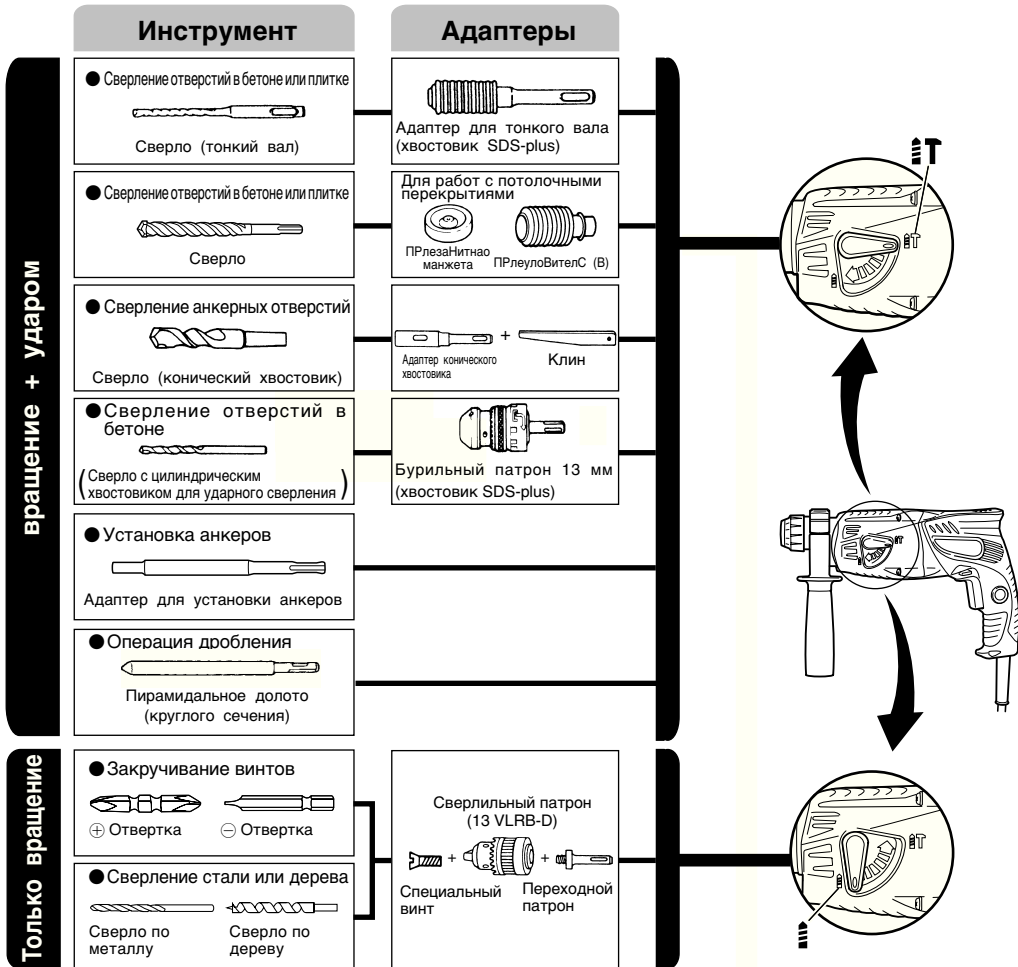 Инструмент
Адаптеры
вращение + ударом
● Сверление отверстий в бетоне или плитке
Сверло (тонкий вал)
Адаптер для тонкого вала
(хвостовик SDS-plus)
● Сверление отверстий в бетоне или плитке
Сверло
Для работ с потолочными
перекрытиями
ПРлезаНитнао
манжета
ПРлеулоВителС (B)
● Сверление анкерных отверстий
Сверло (конический хвостовик)
Адаптер конического
хвостовика
+
Клин
● Сверление отверстий в
бетоне
(Сверло с цилиндрическим
хвостовиком для ударного сверления)
Бурильный патрон 13 мм
(хвостовик SDS-plus)
● Установка анкеров
Адаптер для установки анкеров
● Операция дробления
Пирамидальное долото
(круглого сечения)
Только вращение
● Закручивание винтов
⊕ Отвертка
⊖ Отвертка
● Сверление стали или дерева
Сверло по
металлу
Сверло по
дереву
Сверлильный патрон
(13 VLRB-D)
+
+
Специальный
винт
Переходной
патрон